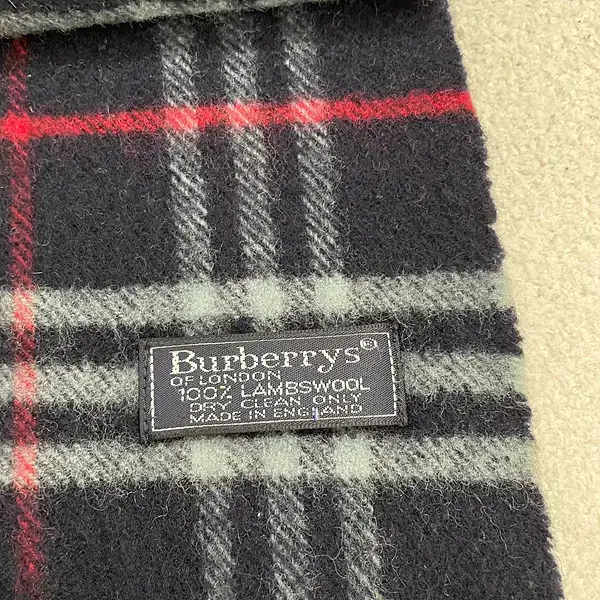 Burberrys®
OF LONDON
100% LAMBSWOOL
DRY CLEAN ONLY
MADE IN ENGLAND